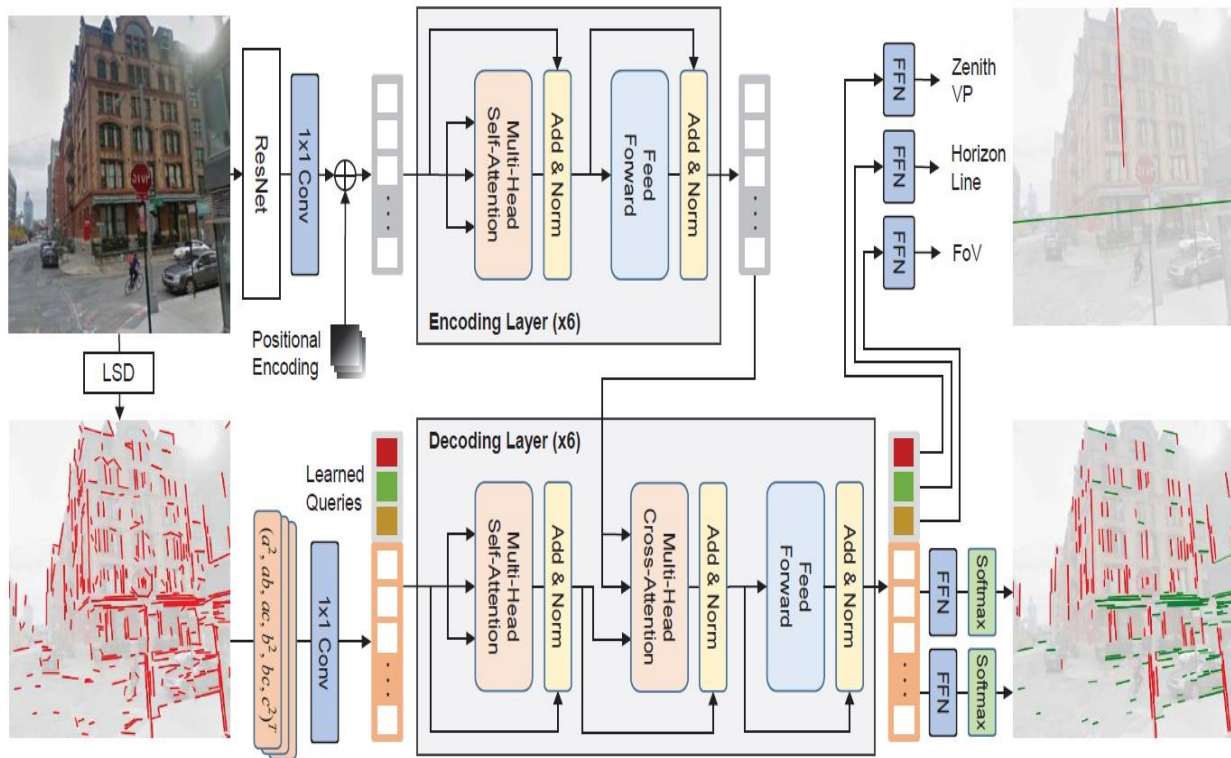 ResNet
1x1 Conv
Positional
Encoding
Multi-Head
Self-Attention
Add & Norm
Feed
Forward
Add & Norm
Encoding Layer (x6)
FFN
Zenith
VP
FFN
Horizon
Line
FFN
FoV
STOP
LSD
(a², ab, ac, b², bc, c²)ᵀ
1x1 Conv
Learned
Queries
Decoding Layer (x6)
Multi-Head
Self-Attention
Add & Norm
Multi-Head
Cross-Attention
Add & Norm
Feed
Forward
Add & Norm
FFN
Softmax
FFN
Softmax